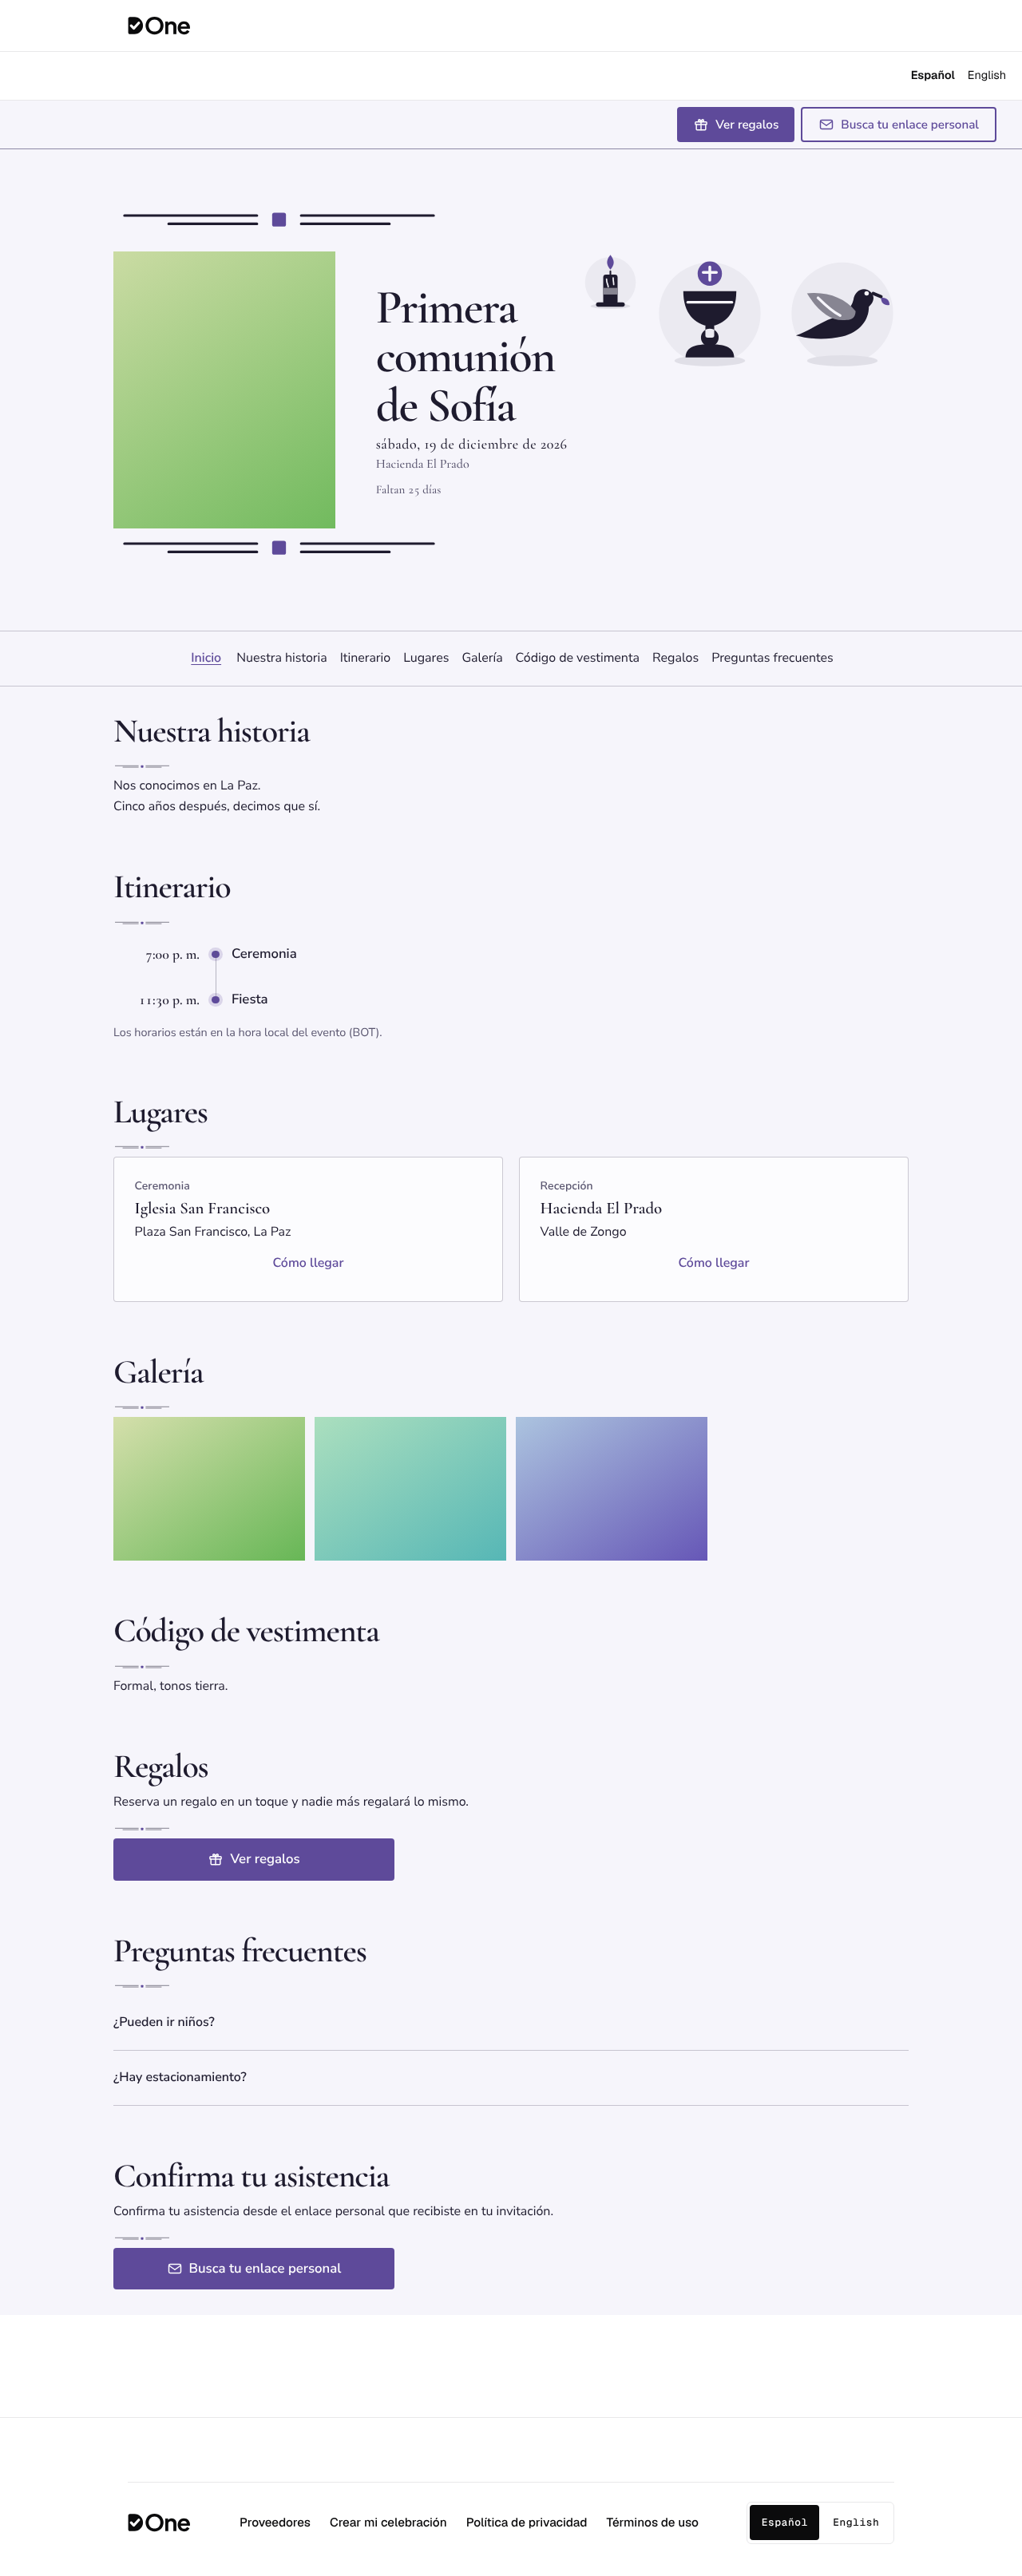 One
Español English
Ver regalos Busca tu enlace personal
Primera
comunión
de Sofía
sábado, 19 de diciembre de 2026
Hacienda El Prado
Faltan 25 días
Inicio Nuestra historia Itinerario Lugares Galería Código de vestimenta Regalos Preguntas frecuentes
Nuestra historia
Nos conocimos en La Paz.
Cinco años después, decimos que sí.
Itinerario
7:00 p. m. Ceremonia
11:30 p. m. Fiesta
Los horarios están en la hora local del evento (BOT).
Lugares
Ceremonia
Iglesia San Francisco
Plaza San Francisco, La Paz
Cómo llegar
Recepción
Hacienda El Prado
Valle de Zongo
Cómo llegar
Galería
Código de vestimenta
Formal, tonos tierra.
Regalos
Reserva un regalo en un toque y nadie más regalará lo mismo.
Ver regalos
Preguntas frecuentes
¿Pueden ir niños?
¿Hay estacionamiento?
Confirma tu asistencia
Confirma tu asistencia desde el enlace personal que recibiste en tu invitación.
Busca tu enlace personal
One Proveedores Crear mi celebración Política de privacidad Términos de uso Español English